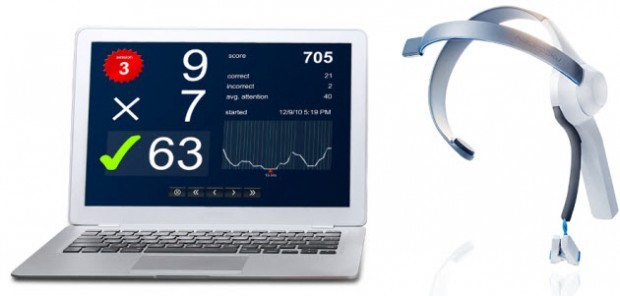 session
3
9
× 7
63
score 705
correct 21
incorrect 2
avg. attention 40
started 12/9/10 5:19 PM